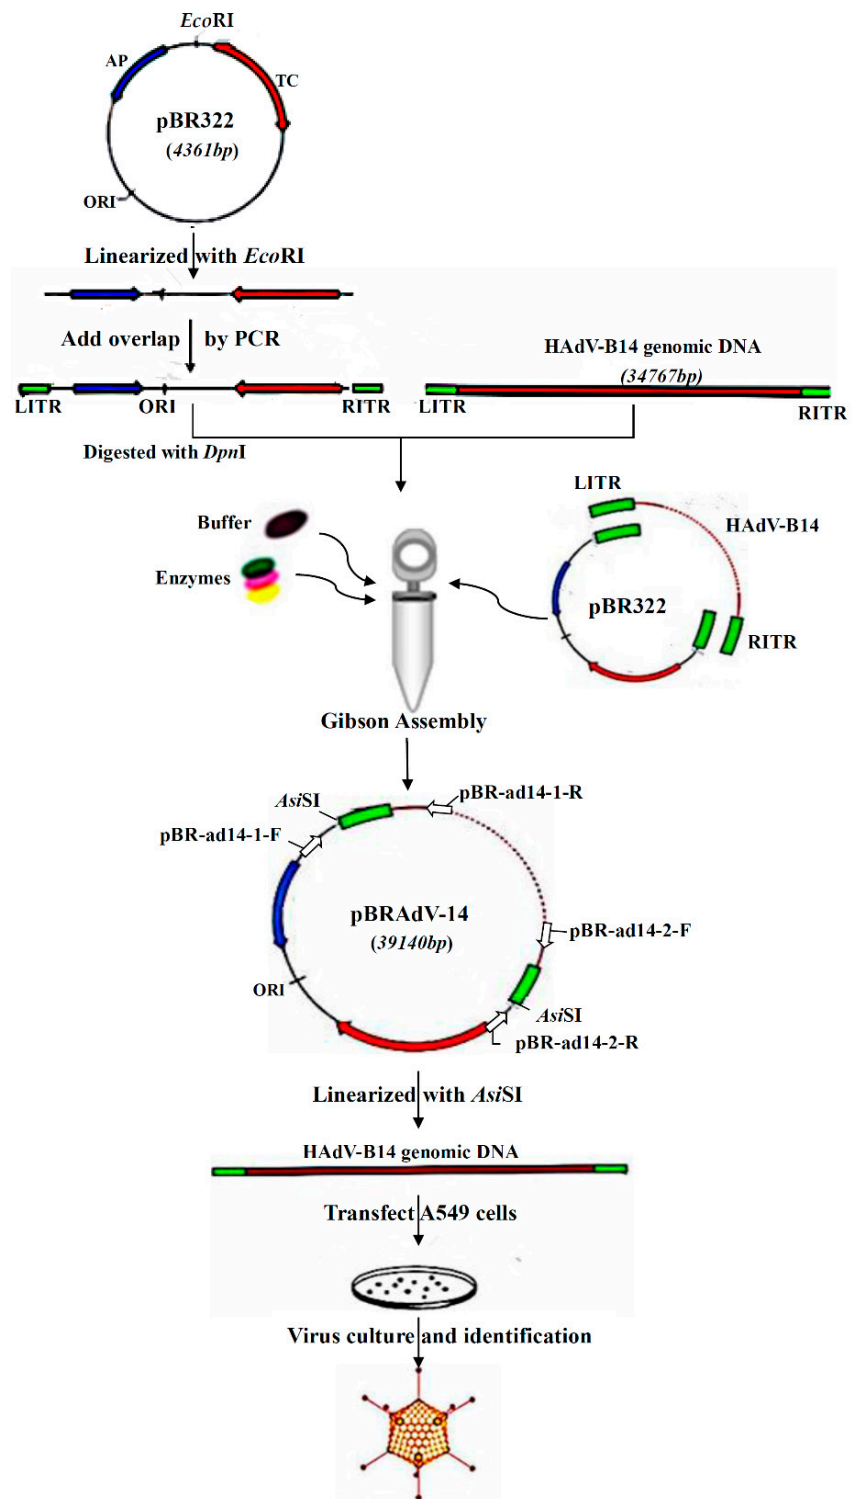 EcoRI
AP
TC
pBR322
(4361bp)
ORI
Linearized with EcoRI
Add overlap by PCR
HAdV-B14 genomic DNA
(34767bp)
LITR
ORI
RITR
LITR
RITR
Digested with DpnI
LITR
Buffer
HAdV-B14
Enzymes
pBR322
RITR
Gibson Assembly
AsiSI
pBR-ad14-1-R
pBR-ad14-1-F
pBRAdV-14
(39140bp)
pBR-ad14-2-F
ORI
AsiSI
pBR-ad14-2-R
Linearized with AsiSI
HAdV-B14 genomic DNA
Transfect A549 cells
Virus culture and identification